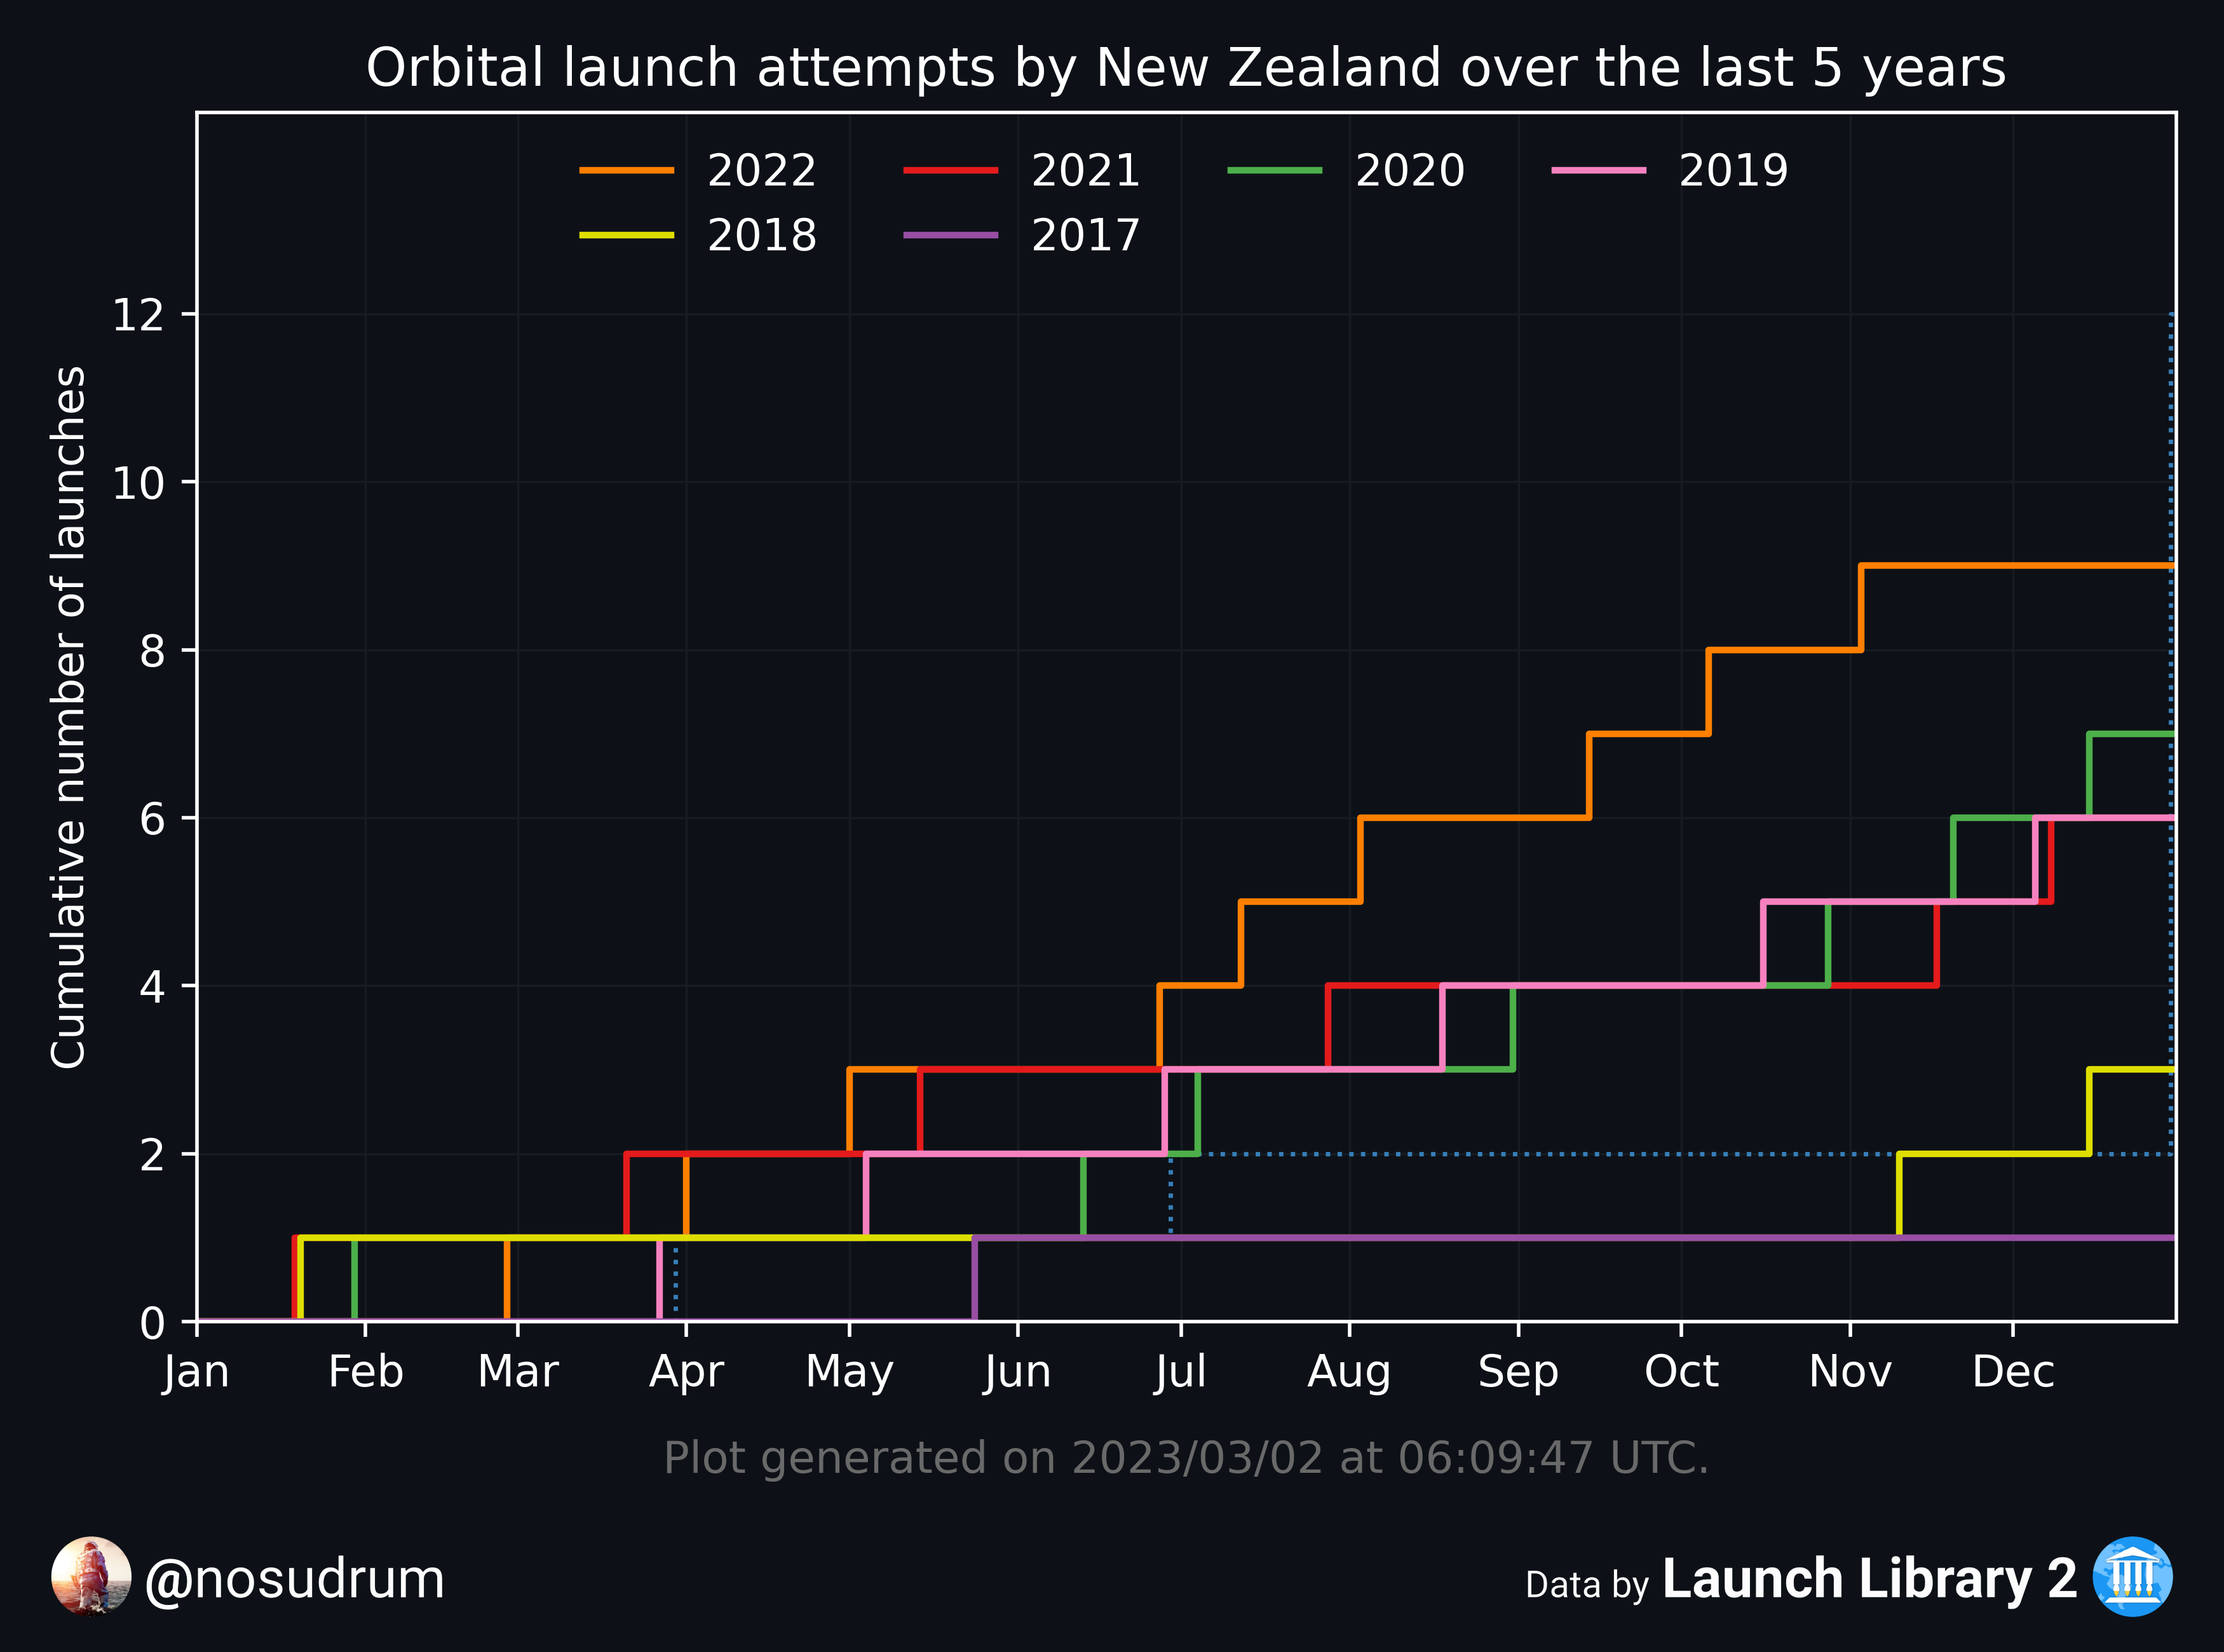 Orbital launch attempts by New Zealand over the last 5 years
2022 2021 2020 2019
2018 2017
Cumulative number of launches
12
10
8
6
4
2
0
Jan Feb Mar Apr May Jun Jul Aug Sep Oct Nov Dec
Plot generated on 2023/03/02 at 06:09:47 UTC.
@nosudrum
Data by Launch Library 2